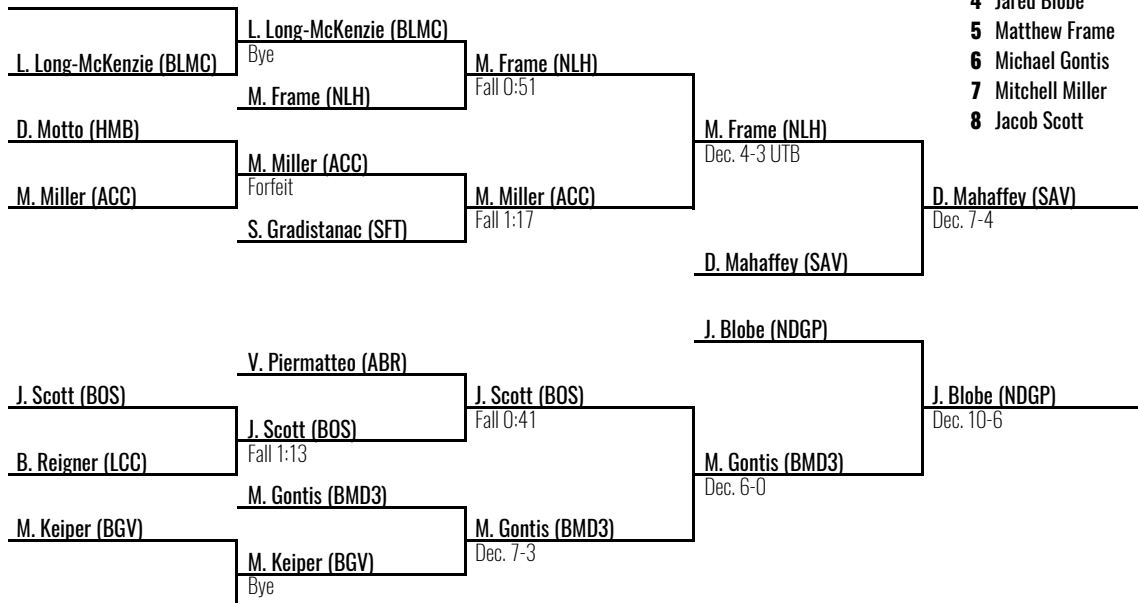 4 Jared Blobe
5 Matthew Frame
6 Michael Gontis
7 Mitchell Miller
8 Jacob Scott
L. Long-McKenzie (BLMC)
L. Long-McKenzie (BLMC)
Bye
M. Frame (NLH)
M. Frame (NLH)
Fall 0:51
D. Motto (HMB)
M. Miller (ACC)
M. Miller (ACC)
Forfeit
S. Gradistanac (SFT)
M. Miller (ACC)
Fall 1:17
M. Frame (NLH)
Dec. 4-3 UTB
D. Mahaffey (SAV)
D. Mahaffey (SAV)
Dec. 7-4
J. Blobe (NDGP)
V. Piermatteo (ABR)
J. Scott (BOS)
B. Reigner (LCC)
J. Scott (BOS)
Fall 1:13
J. Scott (BOS)
Fall 0:41
M. Gontis (BMD3)
M. Keiper (BGV)
M. Keiper (BGV)
Bye
M. Gontis (BMD3)
Dec. 7-3
M. Gontis (BMD3)
Dec. 6-0
J. Blobe (NDGP)
Dec. 10-6